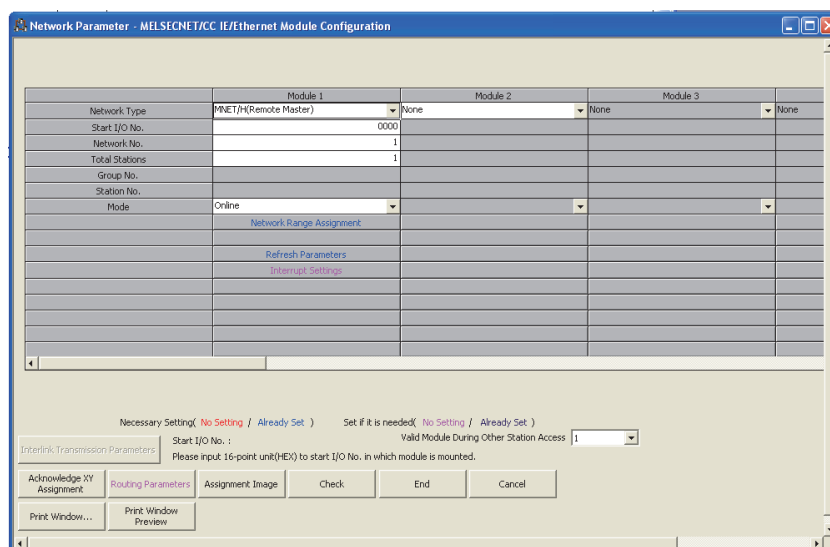 Network Parameter - MELSECNET/CC IE/Ethernet Module Configuration
Module 1 Module 2 Module 3
Network Type MNET/H(Remote Master) None None None
Start I/O No. 0000
Network No. 1
Total Stations 1
Group No.
Station No.
Mode Online
Network Range Assignment
Refresh Parameters
Interrupt Settings
Necessary Setting( No Setting / Already Set ) Set if it is needed( No Setting / Already Set )
Interlink Transmission Parameters Start I/O No. : Valid Module During Other Station Access 1
Please input 16-point unit(HEX) to start I/O No. in which module is mounted.
Acknowledge XY Assignment Routing Parameters Assignment Image Check End Cancel
Print Window... Print Window Preview